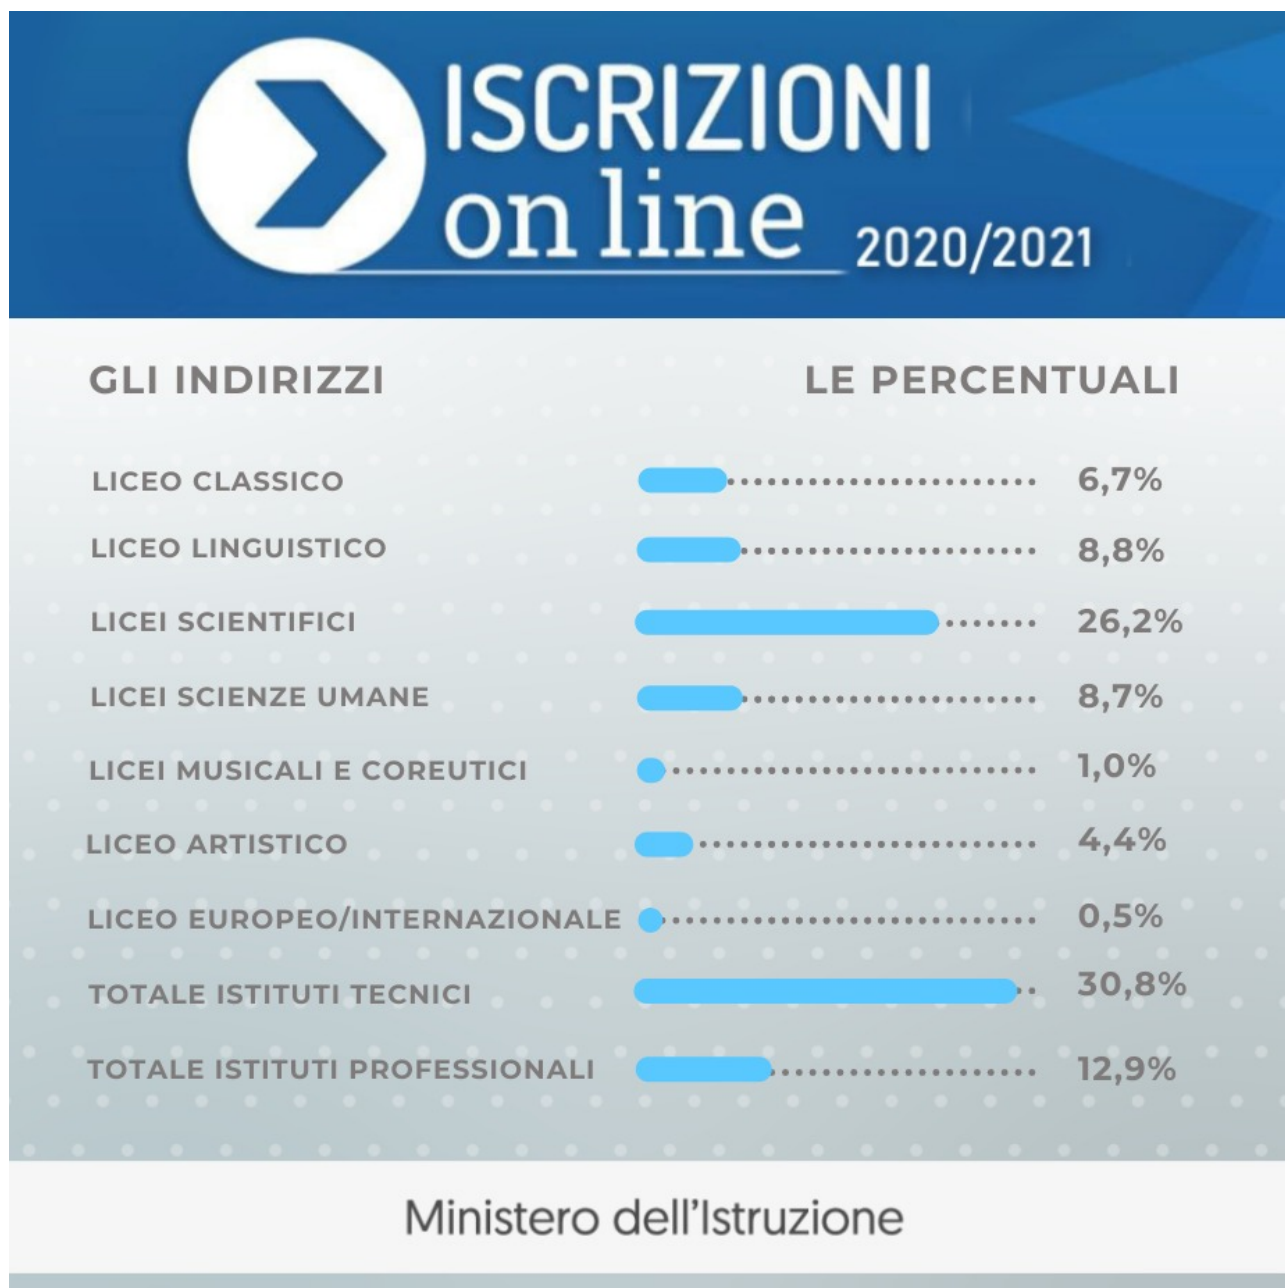 ISCRIZIONI
on line 2020/2021
GLI INDIRIZZI LE PERCENTUALI
LICEO CLASSICO 6,7%
LICEO LINGUISTICO 8,8%
LICEI SCIENTIFICI 26,2%
LICEI SCIENZE UMANE 8,7%
LICEI MUSICALI E COREUTICI 1,0%
LICEO ARTISTICO 4,4%
LICEO EUROPEO/INTERNAZIONALE 0,5%
TOTALE ISTITUTI TECNICI 30,8%
TOTALE ISTITUTI PROFESSIONALI 12,9%
Ministero dell'Istruzione